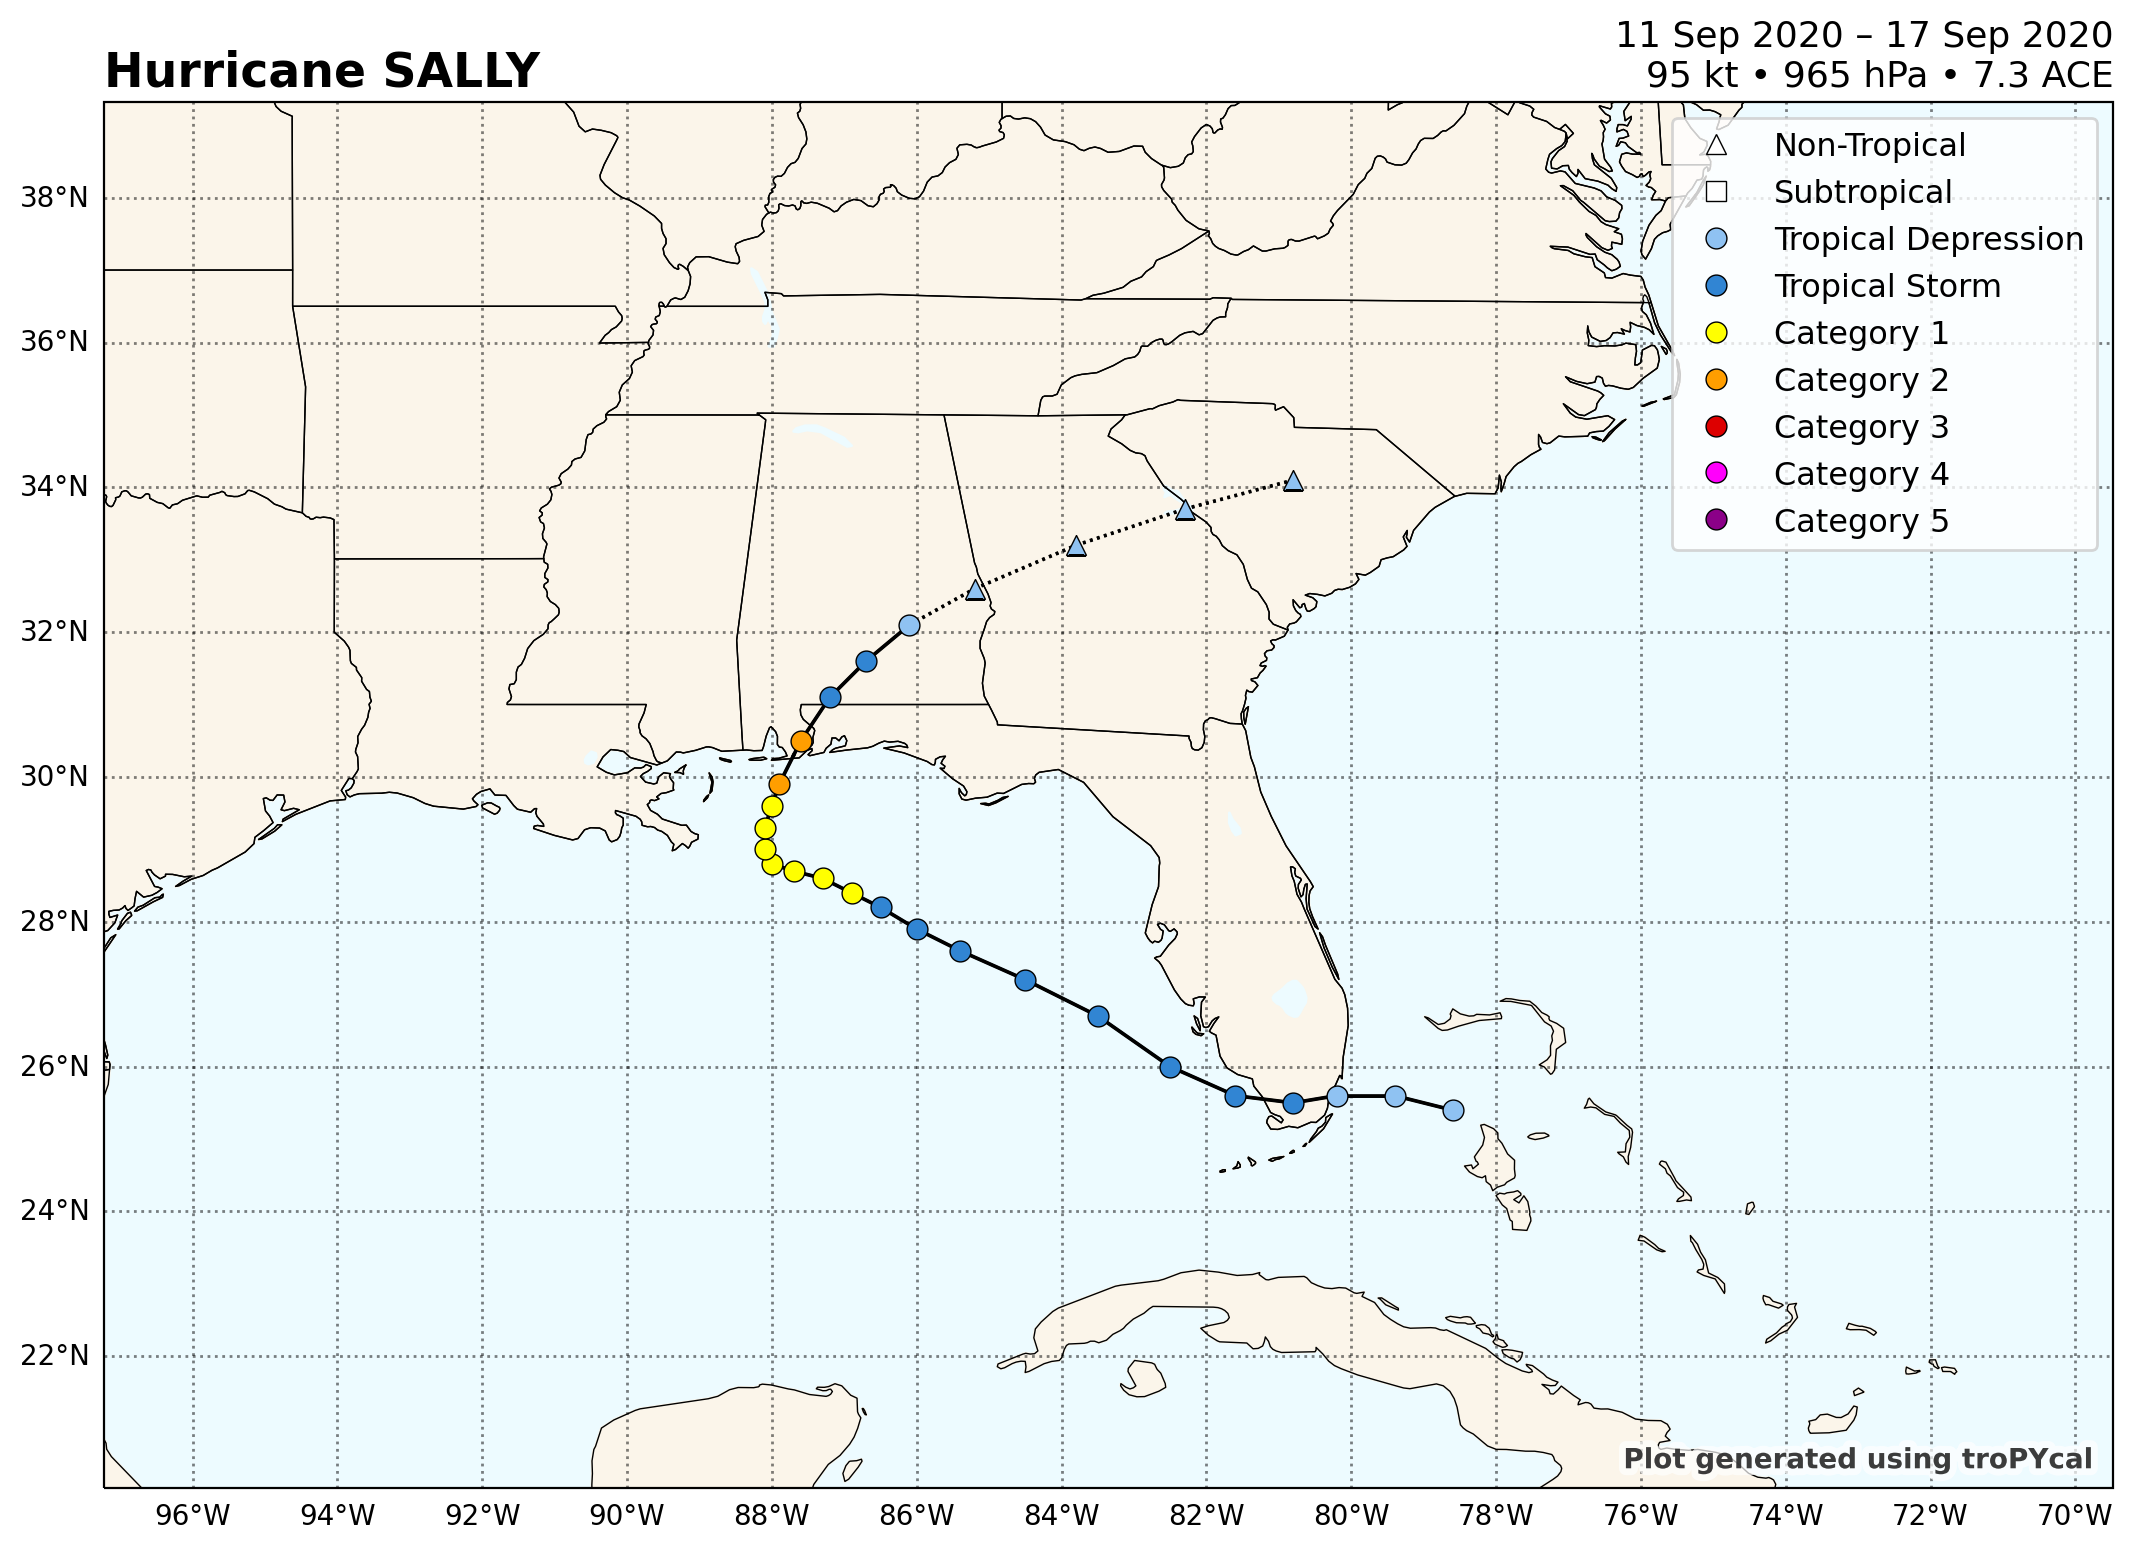 Hurricane SALLY
11 Sep 2020 – 17 Sep 2020
95 kt • 965 hPa • 7.3 ACE
Non-Tropical
Subtropical
Tropical Depression
Tropical Storm
Category 1
Category 2
Category 3
Category 4
Category 5
38°N
36°N
34°N
32°N
30°N
28°N
26°N
24°N
22°N
Plot generated using troPYcal
96°W 94°W 92°W 90°W 88°W 86°W 84°W 82°W 80°W 78°W 76°W 74°W 72°W 70°W